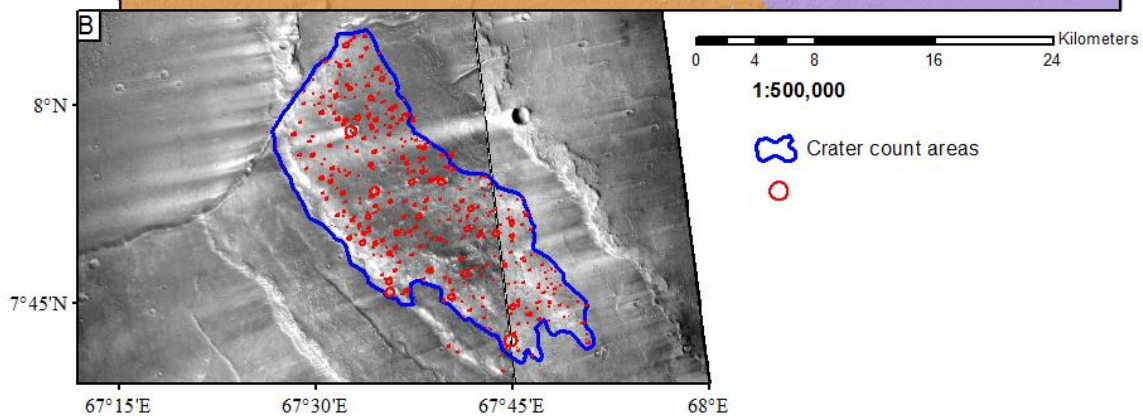 B
Kilometers
0 4 8 16 24
1:500,000
8°N
Crater count areas
7°45'N
67°15'E 67°30'E 67°45'E 68°E